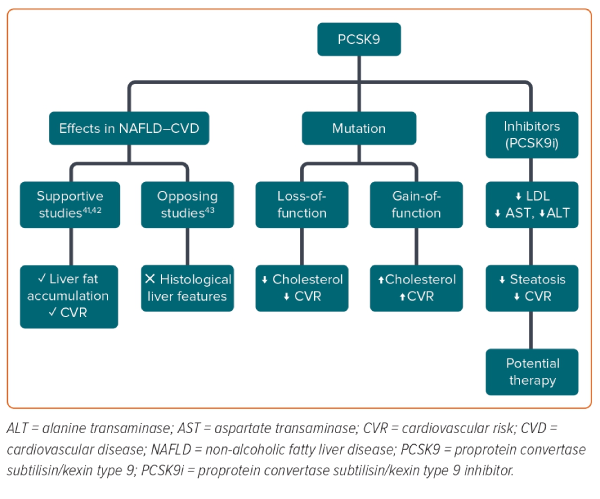 PCSK9
Effects in NAFLD–CVD
Mutation
Inhibitors
(PCSK9i)
Supportive
studies41,42
Opposing
studies43
Loss-of-
function
Gain-of-
function
↓ LDL
↓ AST, ↓ALT
✓ Liver fat
accumulation
✓ CVR
✕ Histological
liver features
↓ Cholesterol
↓ CVR
↑Cholesterol
↑CVR
↓ Steatosis
↓ CVR
Potential
therapy
ALT = alanine transaminase; AST = aspartate transaminase; CVR = cardiovascular risk; CVD =
cardiovascular disease; NAFLD = non-alcoholic fatty liver disease; PCSK9 = proprotein convertase
subtilisin/kexin type 9; PCSK9i = proprotein convertase subtilisin/kexin type 9 inhibitor.